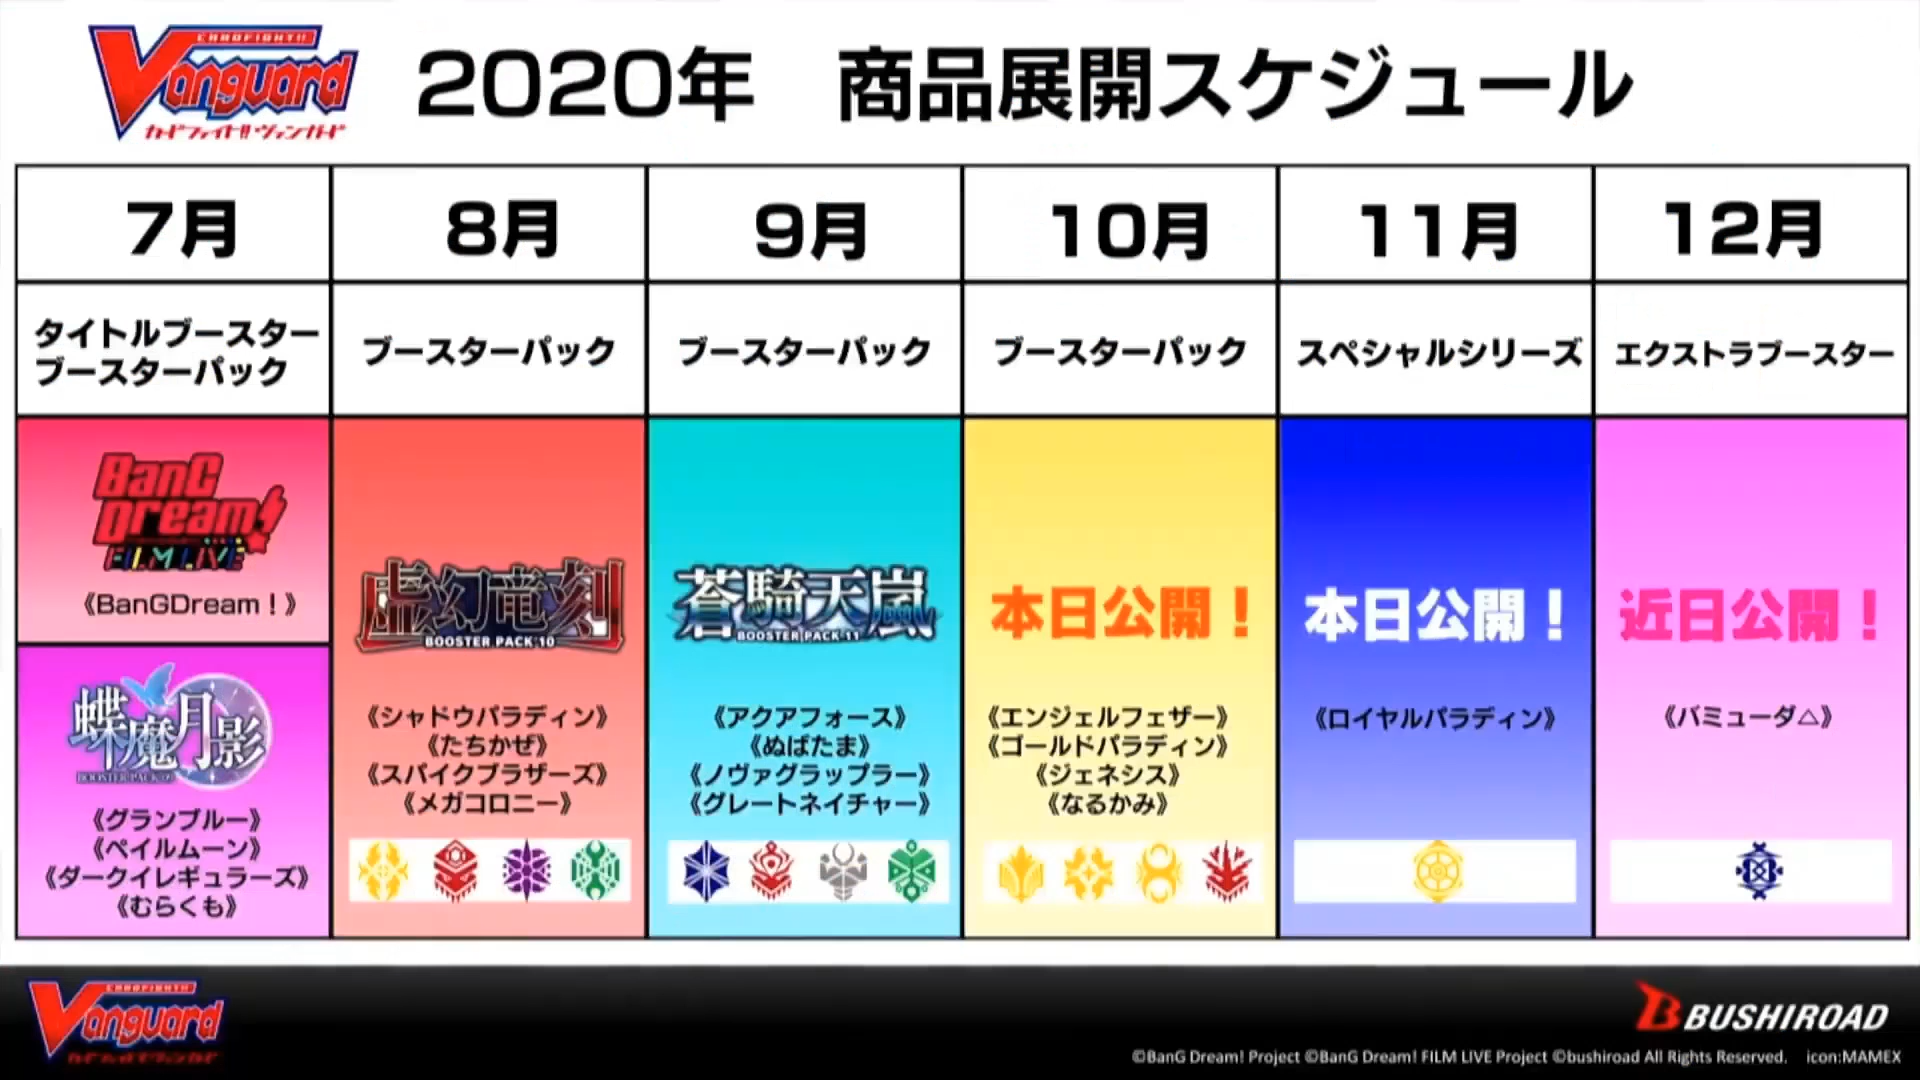 CARDFIGHT!!
Vanguard
カードファイト!! ヴァンガード
2020年 商品展開スケジュール
7月 8月 9月 10月 11月 12月
タイトルブースター
ブースターパック
ブースターパック
ブースターパック
ブースターパック
スペシャルシリーズ
エクストラブースター
BanG
Dream!
FILM LIVE
《BanGDream！》
蝶魔月影
BOOSTER PACK 09
《グランブルー》
《ペイルムーン》
《ダークイレギュラーズ》
《むらくも》
虚幻竜刻
BOOSTER PACK 10
《シャドウパラディン》
《たちかぜ》
《スパイクブラザーズ》
《メガコロニー》
蒼騎天嵐
BOOSTER PACK 11
《アクアフォース》
《ぬばたま》
《ノヴァグラップラー》
《グレートネイチャー》
本日公開！
《エンジェルフェザー》
《ゴールドパラディン》
《ジェネシス》
《なるかみ》
本日公開！
《ロイヤルパラディン》
近日公開！
《バミューダ△》
CARDFIGHT!!
Vanguard
カードファイト!! ヴァンガード
BUSHIROAD
©BanG Dream! Project ©BanG Dream! FILM LIVE Project ©bushiroad All Rights Reserved. icon:MAMEX